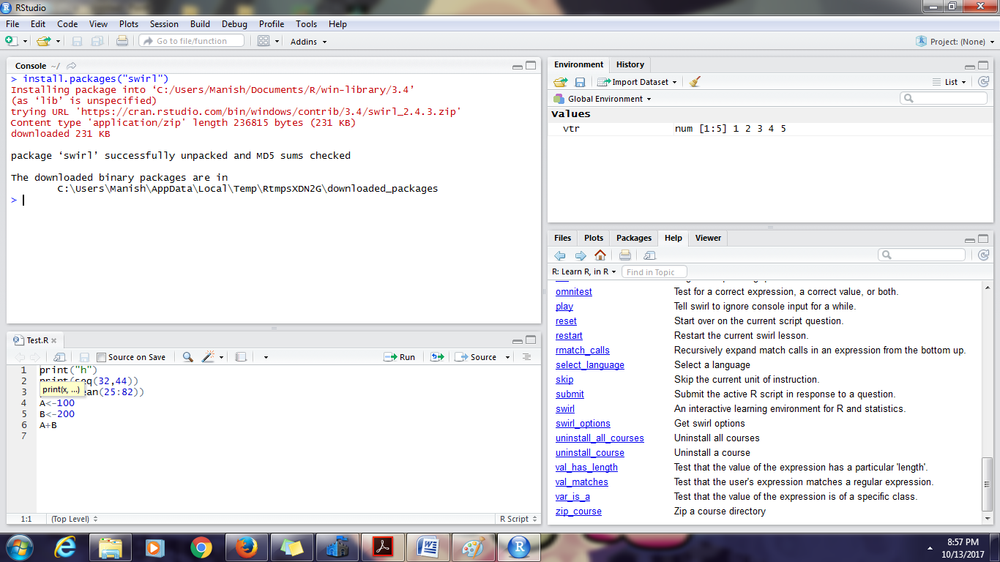 RStudio
File Edit Code View Plots Session Build Debug Profile Tools Help
Go to file/function Addins Project: (None)
Console ~/
> install.packages("swirl")
Installing package into ‘C:/Users/Manish/Documents/R/win-library/3.4’
(as ‘lib’ is unspecified)
trying URL 'https://cran.rstudio.com/bin/windows/contrib/3.4/swirl_2.4.3.zip'
Content type 'application/zip' length 236815 bytes (231 KB)
downloaded 231 KB
package ‘swirl’ successfully unpacked and MD5 sums checked
The downloaded binary packages are in
C:\Users\Manish\AppData\Local\Temp\RtmpsXDN2G\downloaded_packages
>
Test.R
Source on Save Run Source
1 print("h")
2 print(seq(32,44))
print(x, ...)
3 ean(25:82))
4 A<-100
5 B<-200
6 A+B
7
1:1 (Top Level) R Script
Environment History
Import Dataset List
Global Environment
Values
vtr num [1:5] 1 2 3 4 5
Files Plots Packages Help Viewer
R: Learn R, in R Find in Topic
omnitest Test for a correct expression, a correct value, or both.
play Tell swirl to ignore console input for a while.
reset Start over on the current script question.
restart Restart the current swirl lesson.
rmatch_calls Recursively expand match calls in an expression from the bottom up.
select_language Select a language
skip Skip the current unit of instruction.
submit Submit the active R script in response to a question.
swirl An interactive learning environment for R and statistics.
swirl_options Get swirl options
uninstall_all_courses Uninstall all courses
uninstall_course Uninstall a course
val_has_length Test that the value of the expression has a particular 'length'.
val_matches Test that the user's expression matches a regular expression.
var_is_a Test that the value of the expression is of a specific class.
zip_course Zip a course directory
8:57 PM
10/13/2017